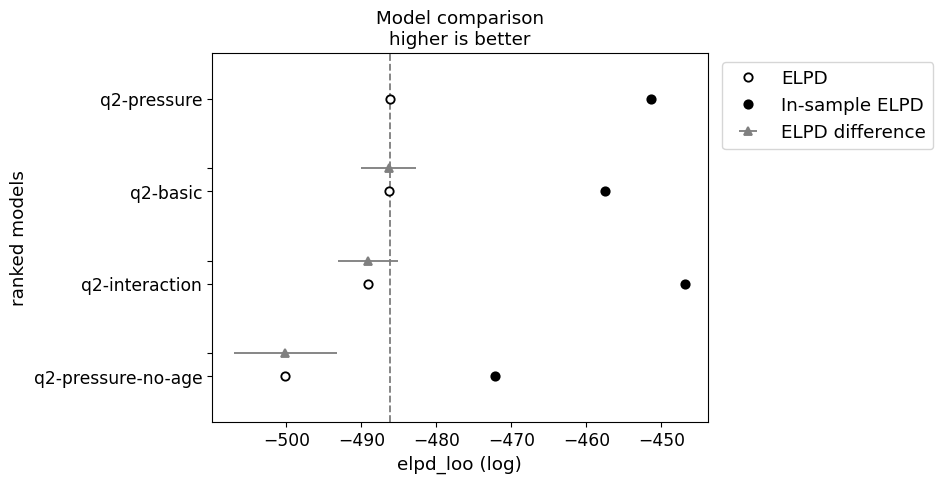 Model comparison
higher is better
ELPD
In-sample ELPD
ELPD difference
ranked models
q2-pressure
q2-basic
q2-interaction
q2-pressure-no-age
−500
−490
−480
−470
−460
−450
elpd_loo (log)